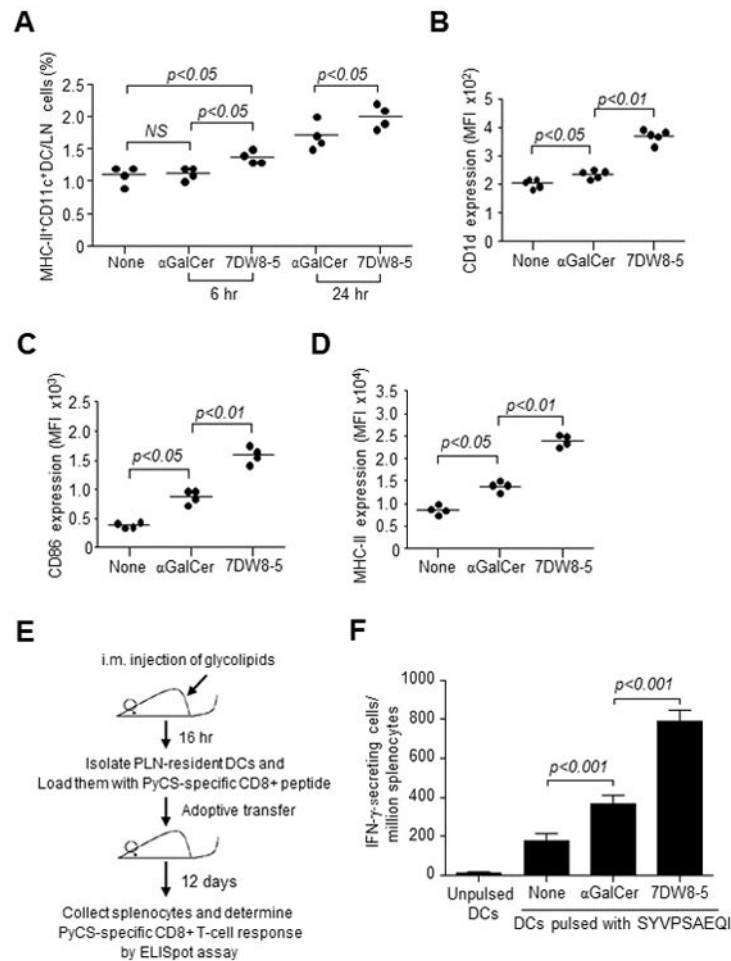 A
MHC-II⁺CD11c⁺DC/LN cells (%)
2.5
2.0
1.5
1.0
0.5
0
p<0.05
NS
p<0.05
p<0.05
None αGalCer 7DW8-5 αGalCer 7DW8-5
6 hr 24 hr
B
CD1d expression (MFI x10²)
5
4
3
2
1
0
p<0.05
p<0.01
None αGalCer 7DW8-5
C
CD86 expression (MFI x10³)
2.5
2.0
1.5
1.0
0.5
0
p<0.05
p<0.01
None αGalCer 7DW8-5
D
MHC-II expression (MFI x10⁴)
3.5
3.0
2.5
2.0
1.5
1.0
0.5
0
p<0.05
p<0.01
None αGalCer 7DW8-5
E
i.m. injection of glycolipids
16 hr
Isolate PLN-resident DCs and
Load them with PyCS-specific CD8+ peptide
Adoptive transfer
12 days
Collect splenocytes and determine
PyCS-specific CD8+ T-cell response
by ELISpot assay
F
IFN-γ-secreting cells/
million splenocytes
1000
800
600
400
200
0
p<0.001
p<0.001
Unpulsed
DCs
None αGalCer 7DW8-5
DCs pulsed with SYVPSAEQI